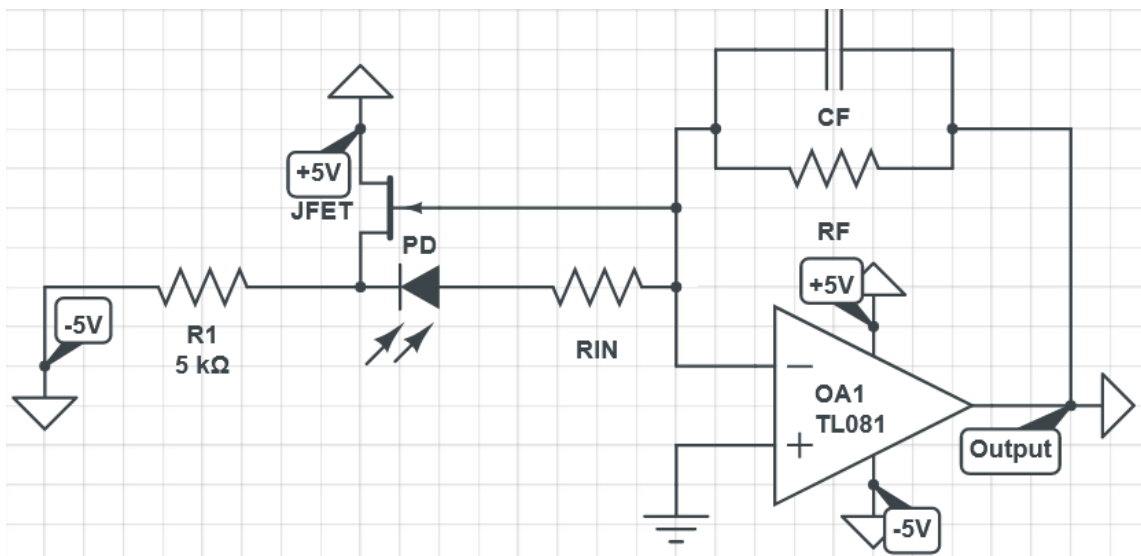 CF
+5V
JFET
PD
RF
+5V
-5V
R1
5 kΩ
RIN
OA1
TL081
Output
-5V